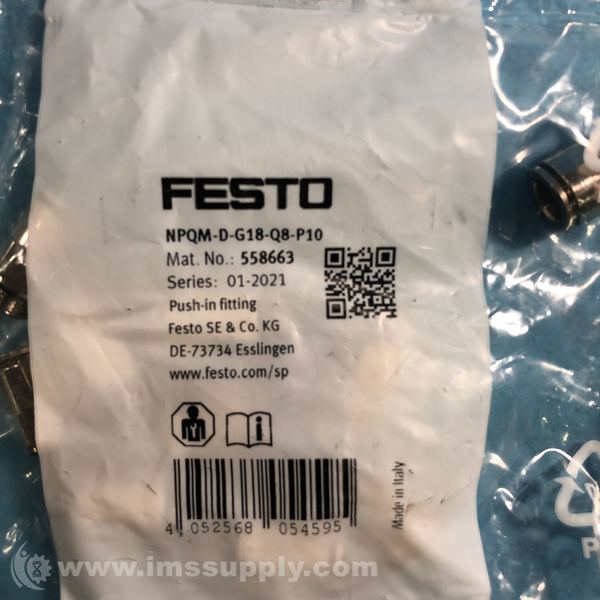 FESTO
NPQM-D-G18-Q8-P10
Mat. No.: 558663
Series: 01-2021
Push-in fitting
Festo SE & Co. KG
DE-73734 Esslingen
www.festo.com/sp
Made in Italy
4 052568 054595
P
www.imssupply.com/